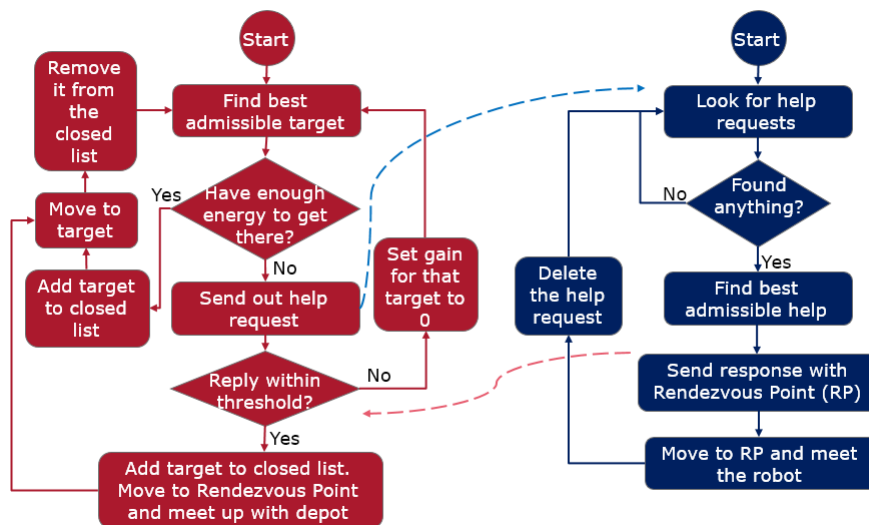 Start
Find best
admissible target
Remove
it from
the
closed
list
Have enough
energy to get
there?
Yes
Move to
target
Add target
to closed
list
No
Send out help
request
Set gain
for that
target to
0
Reply within
threshold?
No
Yes
Add target to closed list.
Move to Rendezvous Point
and meet up with depot
Start
Look for help
requests
No
Found
anything?
Yes
Find best
admissible help
Delete
the help
request
Send response with
Rendezvous Point (RP)
Move to RP and meet
the robot